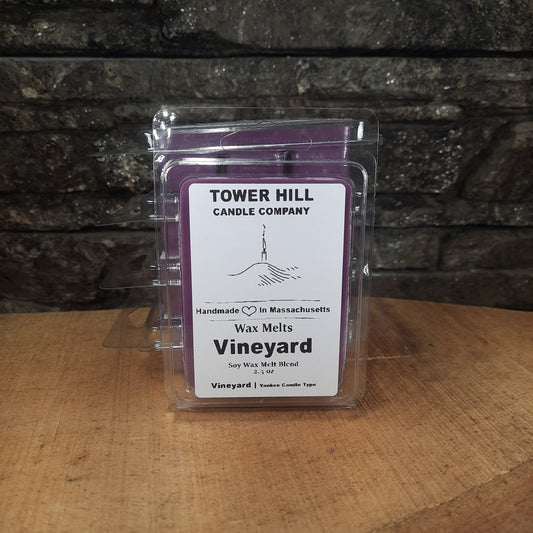 TOWER HILL
CANDLE COMPANY
Handmade In Massachusetts
Wax Melts
Vineyard
Soy Wax Melt Blend
2.5 oz
Vineyard | Yankee Candle Type